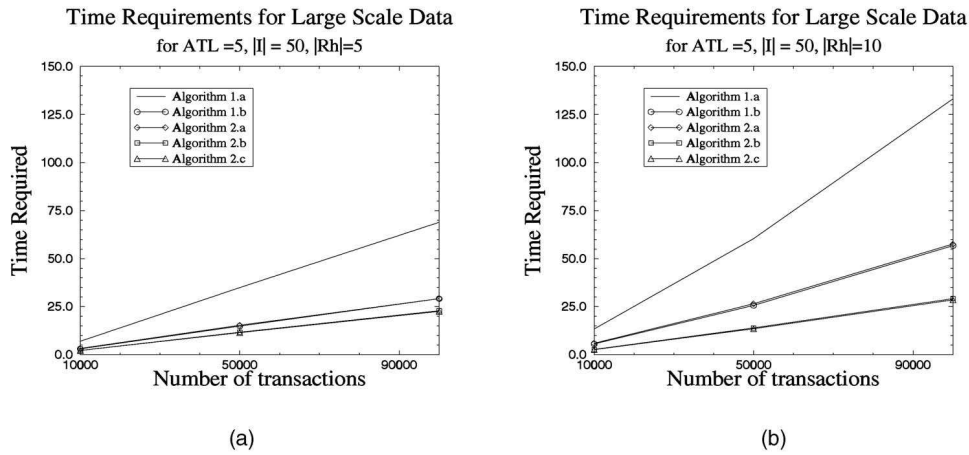 Time Requirements for Large Scale Data
for ATL =5, |I| = 50, |Rh|=5
150.0
125.0
100.0
75.0
50.0
25.0
0.0
Time Required
Algorithm 1.a
Algorithm 1.b
Algorithm 2.a
Algorithm 2.b
Algorithm 2.c
10000 50000 90000
Number of transactions
(a)
Time Requirements for Large Scale Data
for ATL =5, |I| = 50, |Rh|=10
150.0
125.0
100.0
75.0
50.0
25.0
0.0
Time Required
Algorithm 1.a
Algorithm 1.b
Algorithm 2.a
Algorithm 2.b
Algorithm 2.c
10000 50000 90000
Number of transactions
(b)